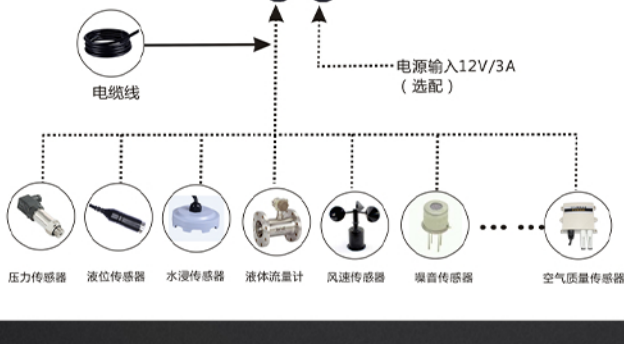 电源输入12V/3A
（选配）
电缆线
压力传感器
液位传感器
水浸传感器
液体流量计
风速传感器
噪音传感器
空气质量传感器